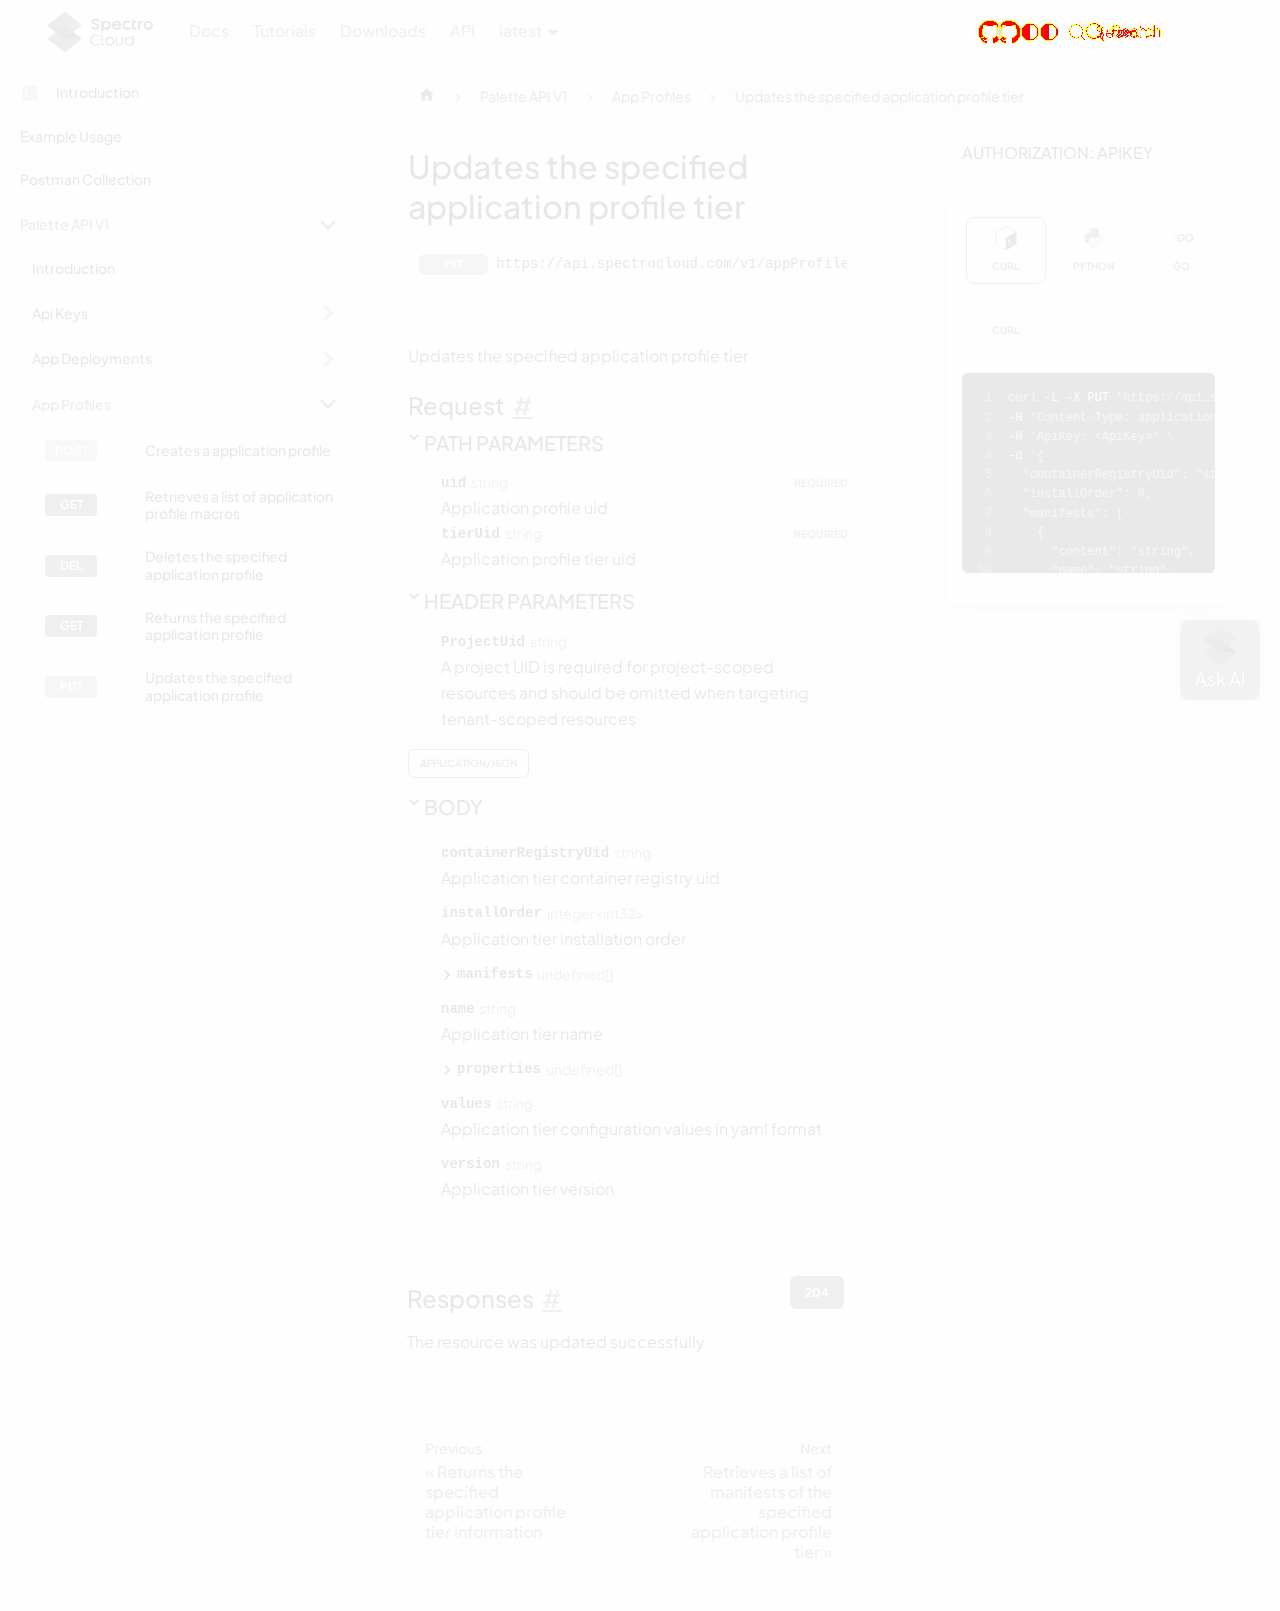 Spectro
Cloud
Docs
Tutorials
Downloads
API
latest
Introduction
Example Usage
Postman Collection
Palette API V1
Introduction
Api Keys
App Deployments
App Profiles
POST
Creates a application profile
GET
Retrieves a list of application
profile macros
DEL
Deletes the specified
application profile
GET
Returns the specified
application profile
PUT
Updates the specified
application profile
Palette API V1
App Profiles
Updates the specified application profile tier
Updates the specified
application profile tier
PUT
https://api.spectrocloud.com/v1/appProfile
Updates the specified application profile tier
Request #
PATH PARAMETERS
uid string
REQUIRED
Application profile uid
tierUid string
REQUIRED
Application profile tier uid
HEADER PARAMETERS
ProjectUid string
A project UID is required for project-scoped
resources and should be omitted when targeting
tenant-scoped resources
APPLICATION/JSON
BODY
containerRegistryUid string
Application tier container registry uid
installOrder integer <int32>
Application tier installation order
manifests undefined[]
name string
Application tier name
properties undefined[]
values string
Application tier configuration values in yaml format
version string
Application tier version
Responses #
204
The resource was updated successfully
Previous
« Returns the
specified
application profile
tier information
Next
Retrieves a list of
manifests of the
specified
application profile
tier »
AUTHORIZATION: APIKEY
CURL
PYTHON
GO
GO
CURL
1 curl -L -X PUT 'https://api.s
2 -H 'Content-Type: application
3 -H 'ApiKey: <ApiKey>' \
4 -d '{
5 "containerRegistryUid": "st
6 "installOrder": 0,
7 "manifests": [
8 {
9 "content": "string",
10 "name": "string",
Ask AI